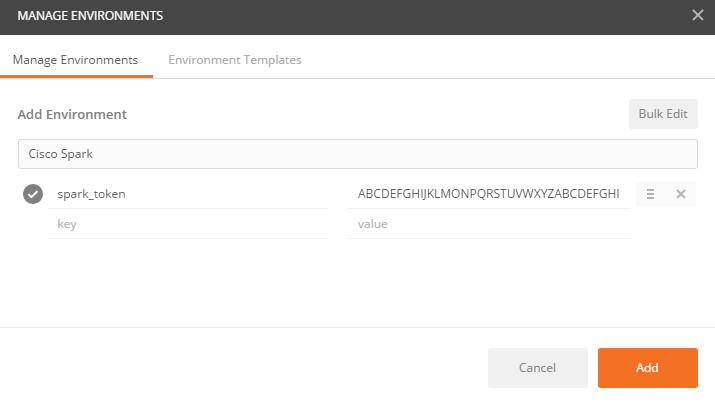 MANAGE ENVIRONMENTS
Manage Environments Environment Templates
Add Environment Bulk Edit
Cisco Spark
spark_token ABCDEFGHIJKLMONPQRSTUVWXYZABCDEFGHI
key value
Cancel Add